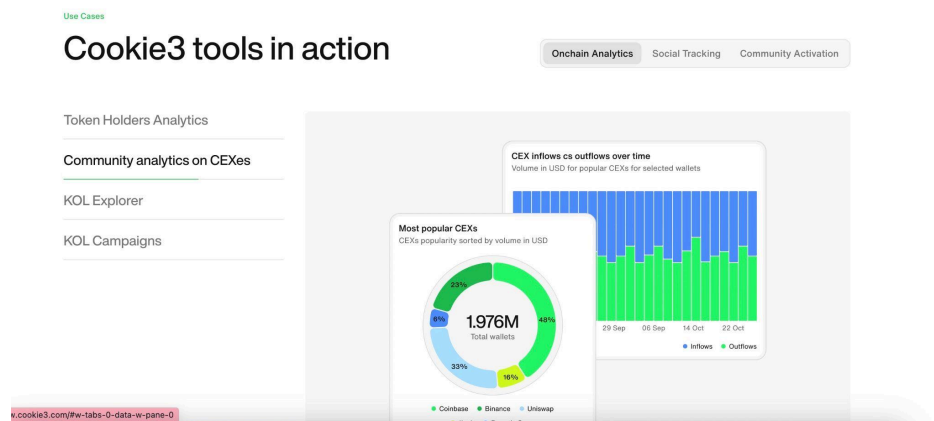 Use Cases
Cookie3 tools in action
Onchain Analytics Social Tracking Community Activation
Token Holders Analytics
Community analytics on CEXes
KOL Explorer
KOL Campaigns
CEX inflows cs outflows over time
Volume in USD for popular CEXs for selected wallets
29 Sep 06 Sep 14 Oct 22 Oct
Inflows Outflows
Most popular CEXs
CEXs popularity sorted by volume in USD
23%
6%
1.976M
48%
Total wallets
33%
16%
Coinbase Binance Uniswap
w.cookie3.com/#w-tabs-0-data-w-pane-0